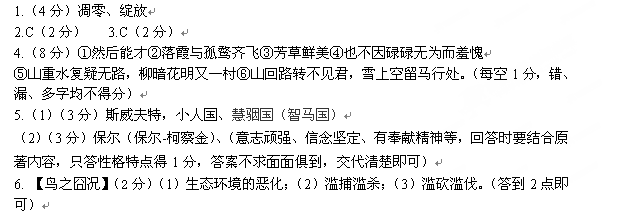 1.（4分）凋零、绽放
2.C（2分）  3.C（2分）
4.（8分）①然后能才②落霞与孤鹜齐飞③芳草鲜美④也不因碌碌无为而羞愧
⑤山重水复疑无路，柳暗花明又一村⑥山回路转不见君，雪上空留马行处。（每空1分，错、
漏、多字均不得分）
5.（1）（3分）斯威夫特，小人国、慧骃国（智马国）
（2）（3分）保尔（保尔-柯察金）、（意志顽强、信念坚定、有奉献精神等，回答时要结合原
著内容，只答性格特点得1分，答案不求面面俱到，交代清楚即可）
6.【鸟之囧况】（2分）（1）生态环境的恶化；（2）滥捕滥杀；（3）滥砍滥伐。（答到2点即
可）